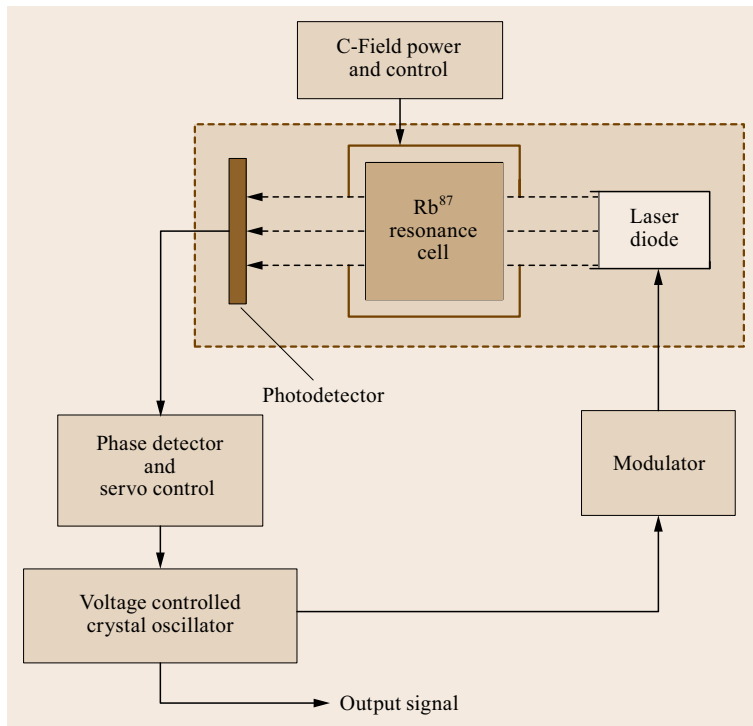 C-Field power
and control
Rb⁸⁷
resonance
cell
Laser
diode
Photodetector
Phase detector
and
servo control
Modulator
Voltage controlled
crystal oscillator
Output signal